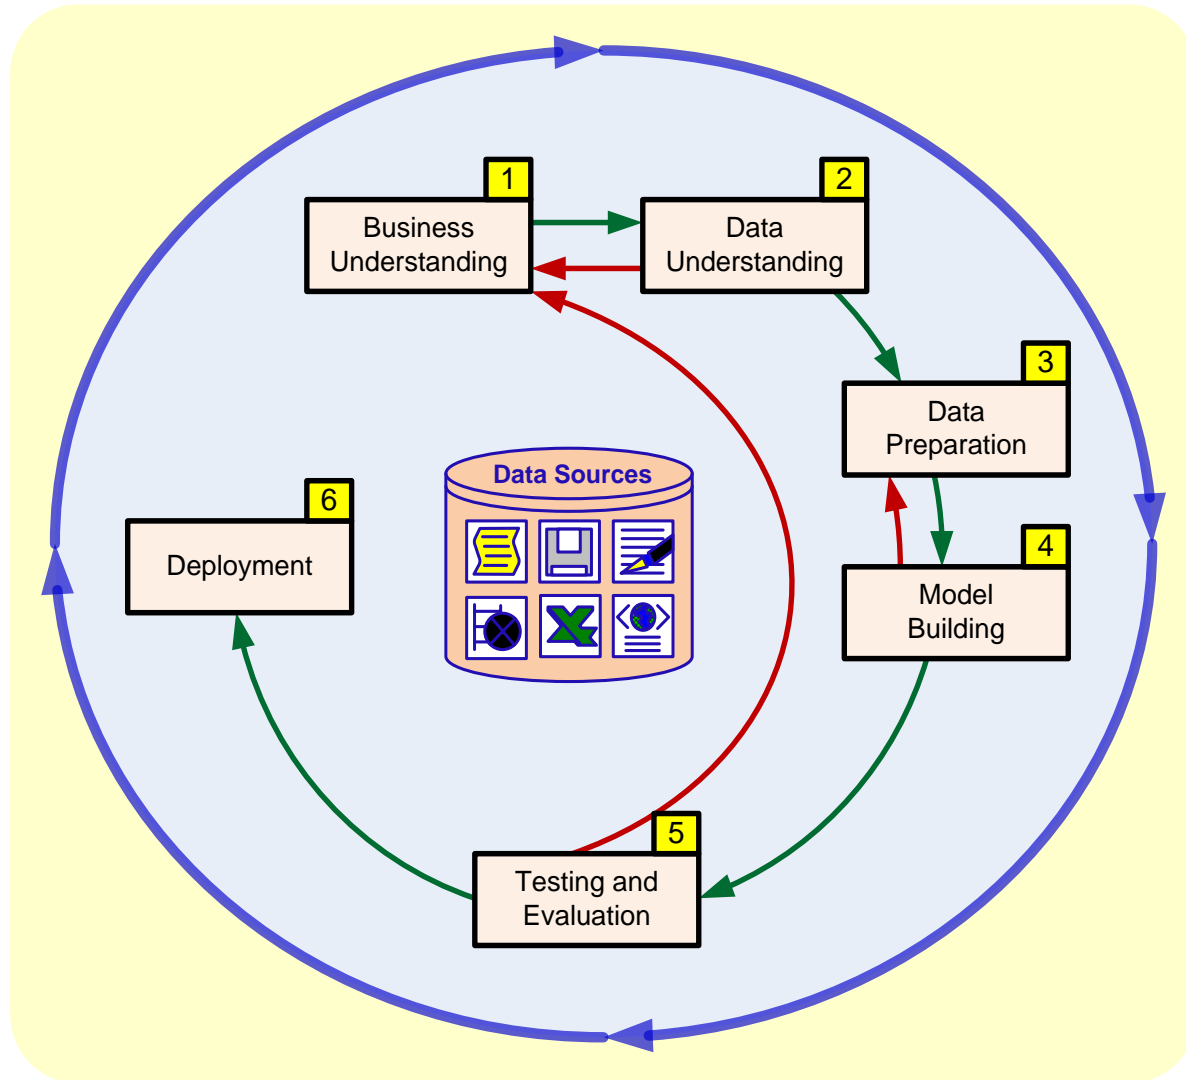 1
Business
Understanding
2
Data
Understanding
3
Data
Preparation
4
Model
Building
5
Testing and
Evaluation
6
Deployment
Data Sources